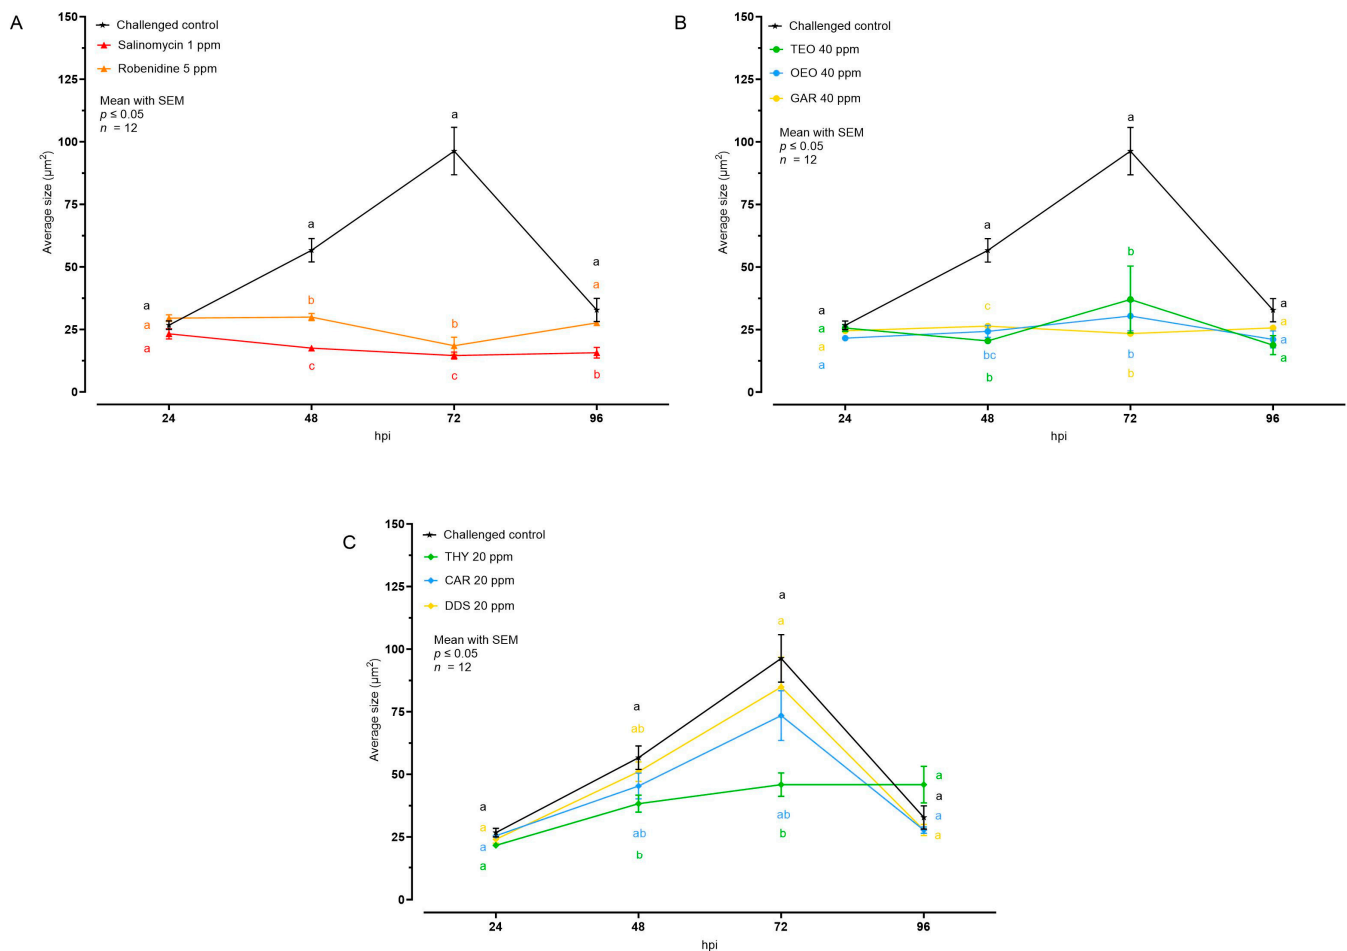 A
Challenged control
Salinomycin 1 ppm
Robenidine 5 ppm
Mean with SEM
p ≤ 0.05
n = 12
Average size (µm²)
150
125
100
75
50
25
0
a
a
a
a
b
c
a
b
c
a
a
b
24
48
72
96
hpi
B
Challenged control
TEO 40 ppm
OEO 40 ppm
GAR 40 ppm
Mean with SEM
p ≤ 0.05
n = 12
Average size (µm²)
150
125
100
75
50
25
0
a
a
a
a
a
c
bc
b
a
b
b
b
a
a
a
a
24
48
72
96
hpi
C
Challenged control
THY 20 ppm
CAR 20 ppm
DDS 20 ppm
Mean with SEM
p ≤ 0.05
n = 12
Average size (µm²)
150
125
100
75
50
25
0
a
a
a
a
a
ab
ab
b
a
a
ab
b
a
a
a
a
24
48
72
96
hpi